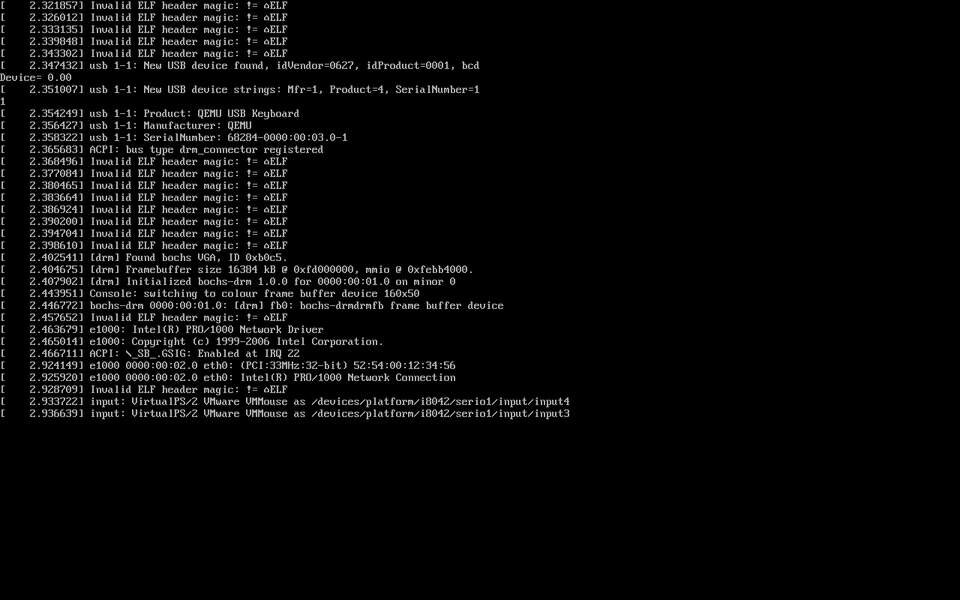 [    2.321857] Invalid ELF header magic: != ⌂ELF
[    2.326012] Invalid ELF header magic: != ⌂ELF
[    2.333135] Invalid ELF header magic: != ⌂ELF
[    2.339848] Invalid ELF header magic: != ⌂ELF
[    2.343302] Invalid ELF header magic: != ⌂ELF
[    2.347432] usb 1-1: New USB device found, idVendor=0627, idProduct=0001, bcd
Device= 0.00
[    2.351007] usb 1-1: New USB device strings: Mfr=1, Product=4, SerialNumber=1
1
[    2.354249] usb 1-1: Product: QEMU USB Keyboard
[    2.356427] usb 1-1: Manufacturer: QEMU
[    2.358322] usb 1-1: SerialNumber: 68284-0000:00:03.0-1
[    2.365683] ACPI: bus type drm_connector registered
[    2.368496] Invalid ELF header magic: != ⌂ELF
[    2.377084] Invalid ELF header magic: != ⌂ELF
[    2.380465] Invalid ELF header magic: != ⌂ELF
[    2.383664] Invalid ELF header magic: != ⌂ELF
[    2.386924] Invalid ELF header magic: != ⌂ELF
[    2.390200] Invalid ELF header magic: != ⌂ELF
[    2.394704] Invalid ELF header magic: != ⌂ELF
[    2.398610] Invalid ELF header magic: != ⌂ELF
[    2.402541] [drm] Found bochs VGA, ID 0xb0c5.
[    2.404675] [drm] Framebuffer size 16384 kB @ 0xfd000000, mmio @ 0xfebb4000.
[    2.407902] [drm] Initialized bochs-drm 1.0.0 for 0000:00:01.0 on minor 0
[    2.443951] Console: switching to colour frame buffer device 160x50
[    2.446772] bochs-drm 0000:00:01.0: [drm] fb0: bochs-drmdrmfb frame buffer device
[    2.457652] Invalid ELF header magic: != ⌂ELF
[    2.463679] e1000: Intel(R) PRO/1000 Network Driver
[    2.465014] e1000: Copyright (c) 1999-2006 Intel Corporation.
[    2.466711] ACPI: \_SB_.GSIG: Enabled at IRQ 22
[    2.924149] e1000 0000:00:02.0 eth0: (PCI:33MHz:32-bit) 52:54:00:12:34:56
[    2.925920] e1000 0000:00:02.0 eth0: Intel(R) PRO/1000 Network Connection
[    2.928709] Invalid ELF header magic: != ⌂ELF
[    2.933722] input: VirtualPS/2 VMware VMMouse as /devices/platform/i8042/serio1/input/input4
[    2.936639] input: VirtualPS/2 VMware VMMouse as /devices/platform/i8042/serio1/input/input3